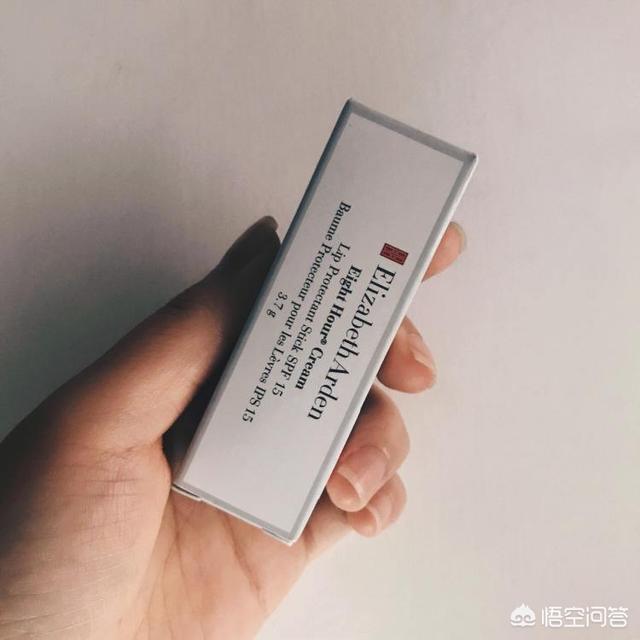 Elizabeth Arden
Eight Hour® Cream
Lip Protectant Stick SPF 15
Baume Protecteur pour les Lèvres IPS 15
3.7 g
悟空问答